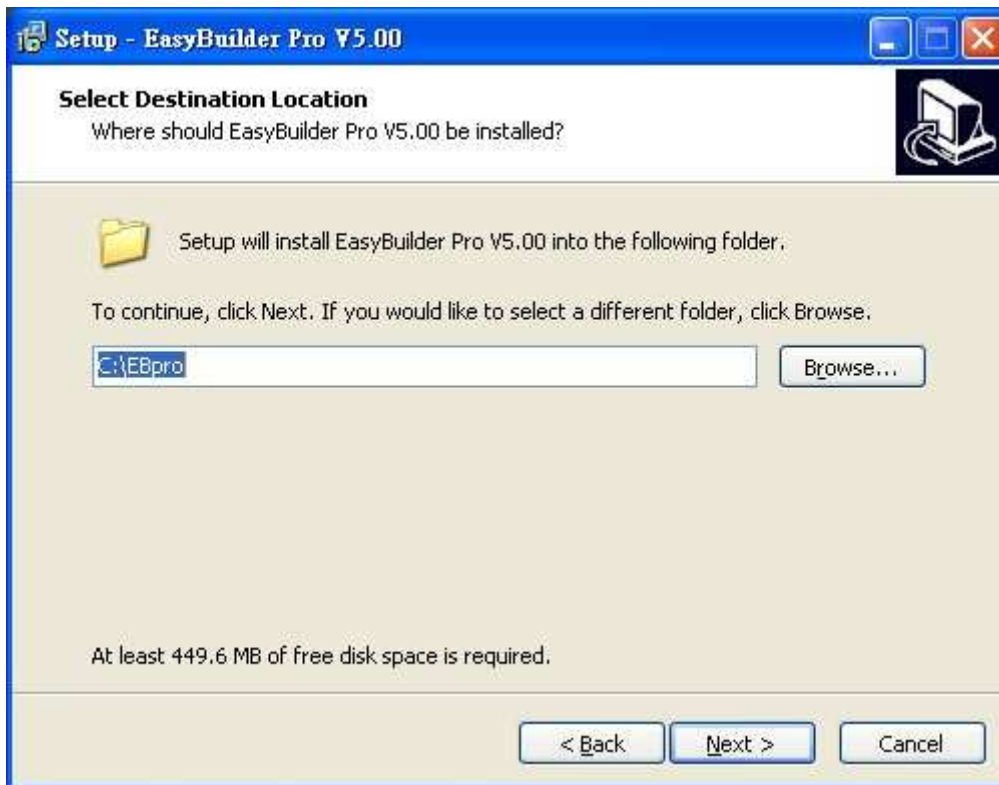 Setup - EasyBuilder Pro V5.00
Select Destination Location
Where should EasyBuilder Pro V5.00 be installed?
Setup will install EasyBuilder Pro V5.00 into the following folder.
To continue, click Next. If you would like to select a different folder, click Browse.
C:\EBpro
Browse...
At least 449.6 MB of free disk space is required.
< Back
Next >
Cancel